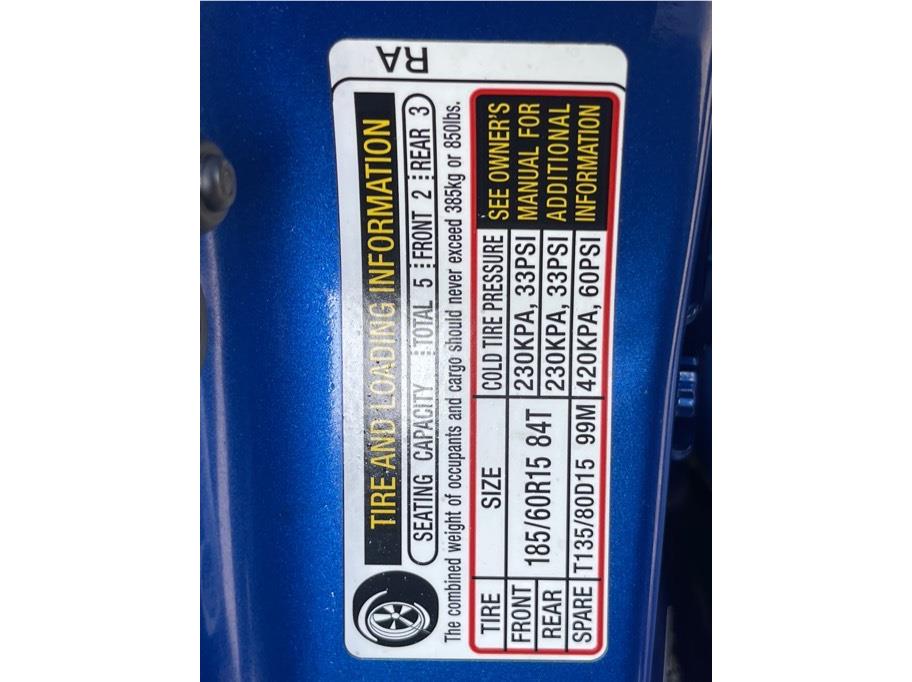 RA
TIRE AND LOADING INFORMATION
SEATING CAPACITY TOTAL 5 FRONT 2 REAR 3
The combined weight of occupants and cargo should never exceed 385kg or 850lbs.
TIRE SIZE COLD TIRE PRESSURE
FRONT 185/60R15 84T 230KPA, 33PSI
REAR 230KPA, 33PSI
SPARE T135/80D15 99M 420KPA, 60PSI
SEE OWNER'S
MANUAL FOR
ADDITIONAL
INFORMATION